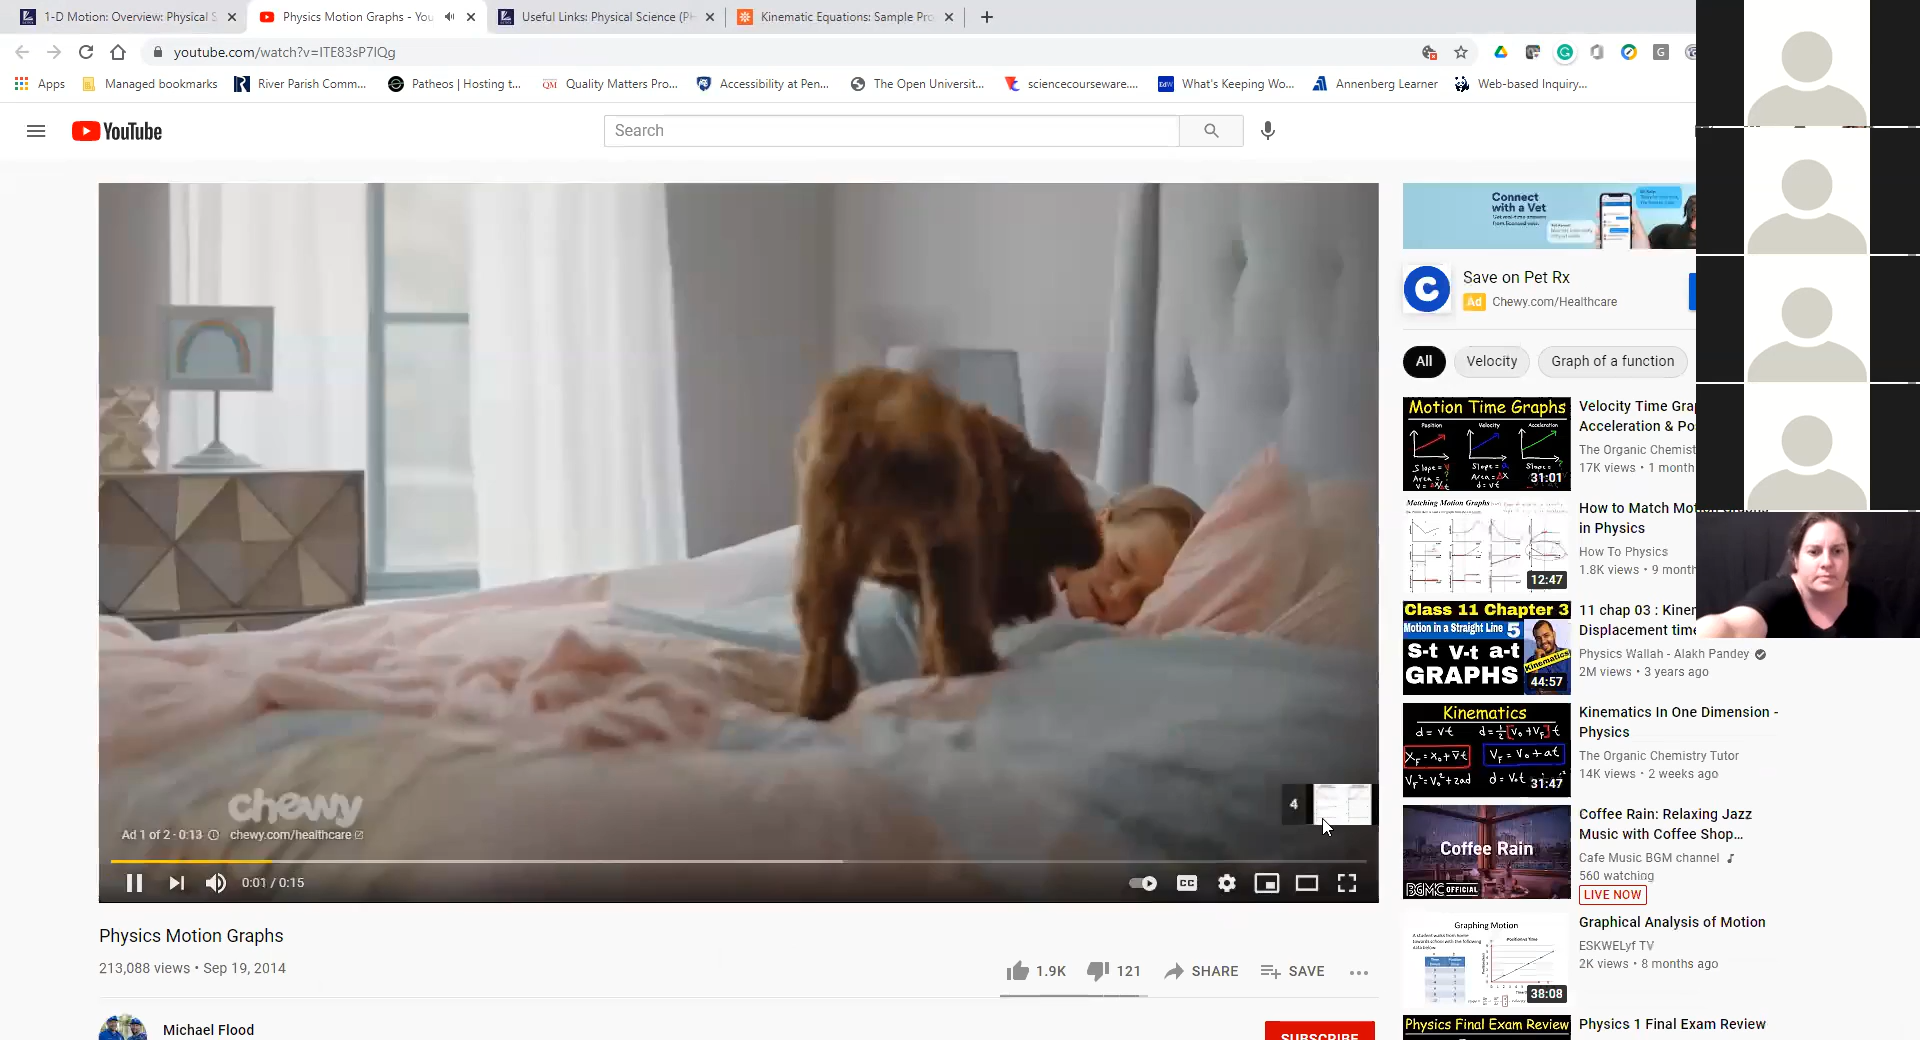 1-D Motion: Overview: Physical S
Physics Motion Graphs - You
Useful Links: Physical Science (PH
Kinematic Equations: Sample Pro
youtube.com/watch?v=ITE83sP7IQg
Apps
Managed bookmarks
River Parish Comm...
Patheos | Hosting t...
QM Quality Matters Pro...
Accessibility at Pen...
The Open Universit...
sciencecourseware....
EdW What's Keeping Wo...
Annenberg Learner
Web-based Inquiry...
YouTube
Search
Connect
with a Vet
Save on Pet Rx
Ad Chewy.com/Healthcare
All
Velocity
Graph of a function
Motion Time Graphs
Position Velocity Acceleration
31:01
Velocity Time Gra
Acceleration & Po
The Organic Chemist
17K views • 1 month
Matching Motion Graphs
12:47
How to Match Mot
in Physics
How To Physics
1.8K views • 9 month
Class 11 Chapter 3
Motion in a Straight Line 5
S-t v-t a-t
GRAPHS
Kinematics
44:57
11 chap 03 : Kiner
Displacement time
Physics Wallah - Alakh Pandey
2M views • 3 years ago
Kinematics
31:47
Kinematics In One Dimension -
Physics
The Organic Chemistry Tutor
14K views • 2 weeks ago
Coffee Rain
BGMC OFFICIAL
Coffee Rain: Relaxing Jazz
Music with Coffee Shop...
Cafe Music BGM channel
560 watching
LIVE NOW
Graphing Motion
38:08
Graphical Analysis of Motion
ESKWELyf TV
2K views • 8 months ago
Physics Final Exam Review
Physics 1 Final Exam Review
chewy
Ad 1 of 2 · 0:13 chewy.com/healthcare
4
0:01 / 0:15
CC
Physics Motion Graphs
213,088 views • Sep 19, 2014
1.9K
121
SHARE
SAVE
Michael Flood
SUBSCRIBE